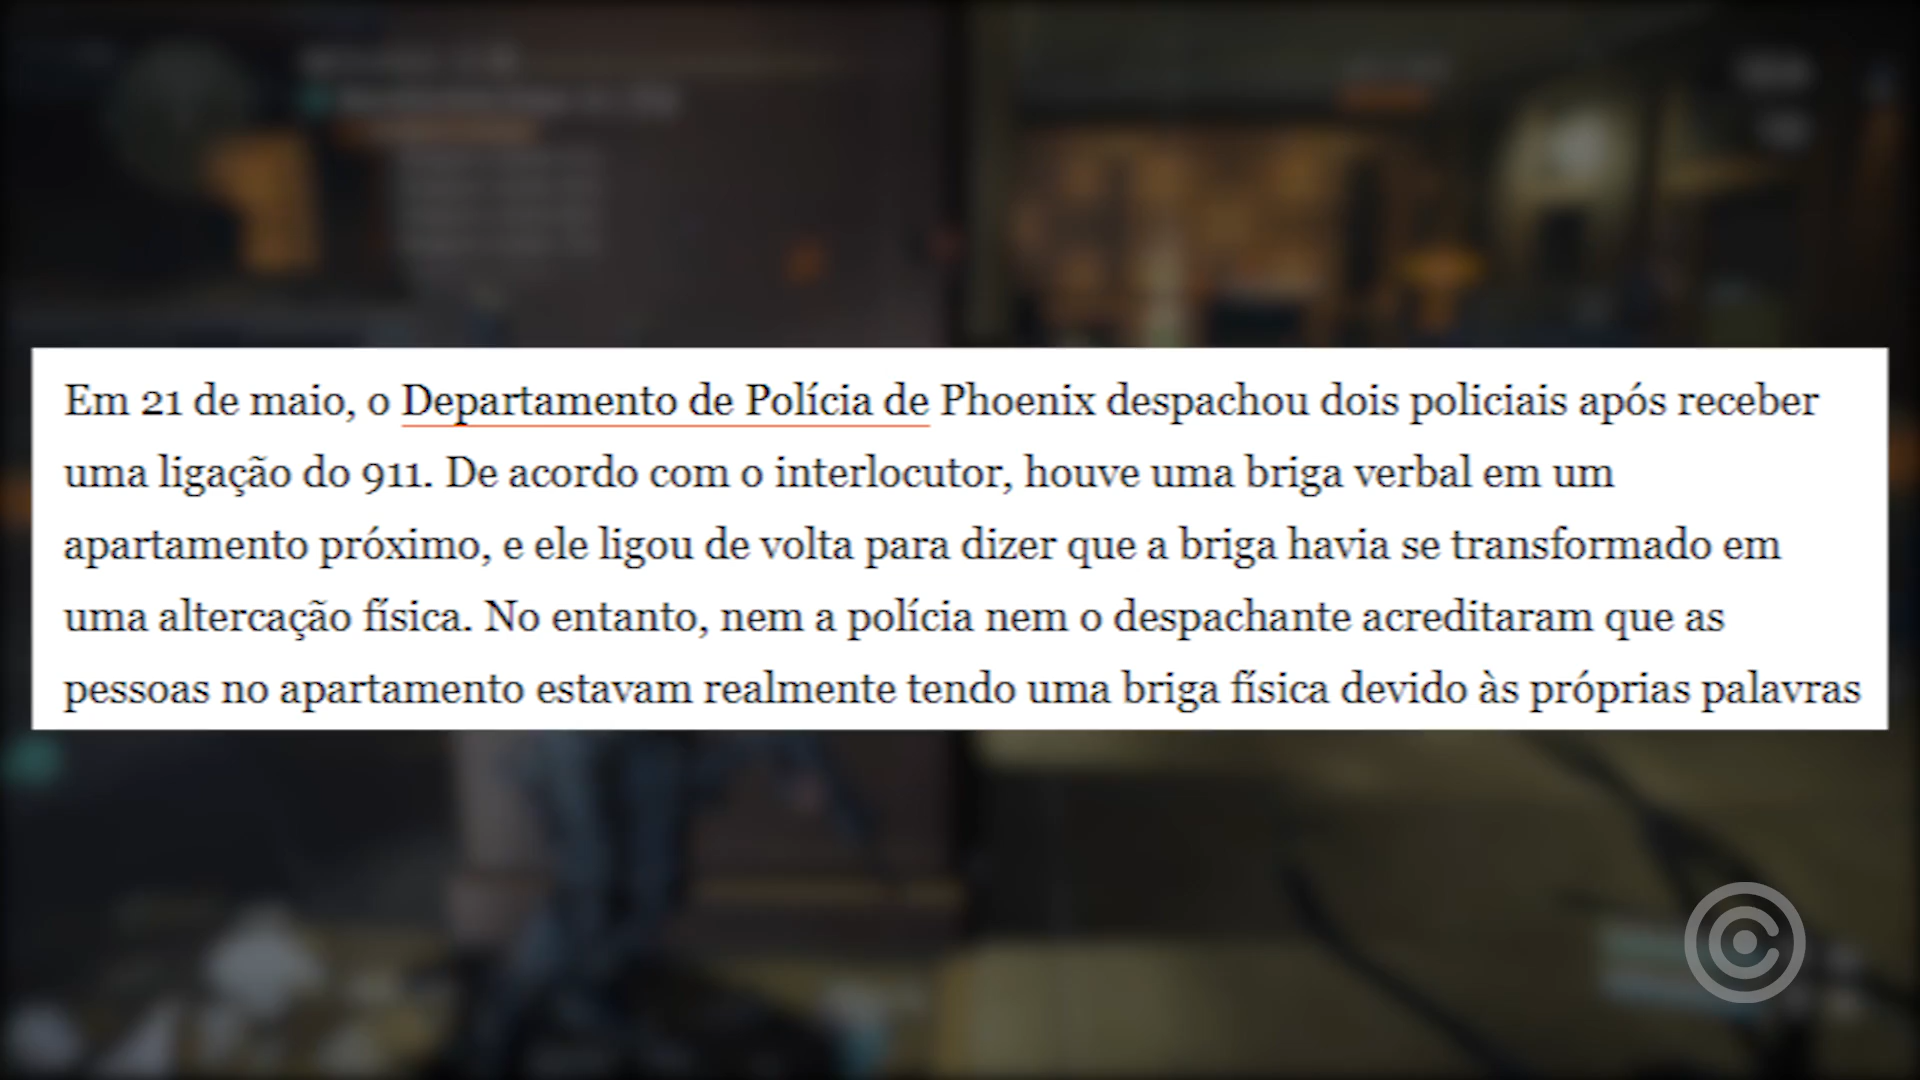 Em 21 de maio, o Departamento de Polícia de Phoenix despachou dois policiais após receber
uma ligação do 911. De acordo com o interlocutor, houve uma briga verbal em um
apartamento próximo, e ele ligou de volta para dizer que a briga havia se transformado em
uma altercação física. No entanto, nem a polícia nem o despachante acreditaram que as
pessoas no apartamento estavam realmente tendo uma briga física devido às próprias palavras